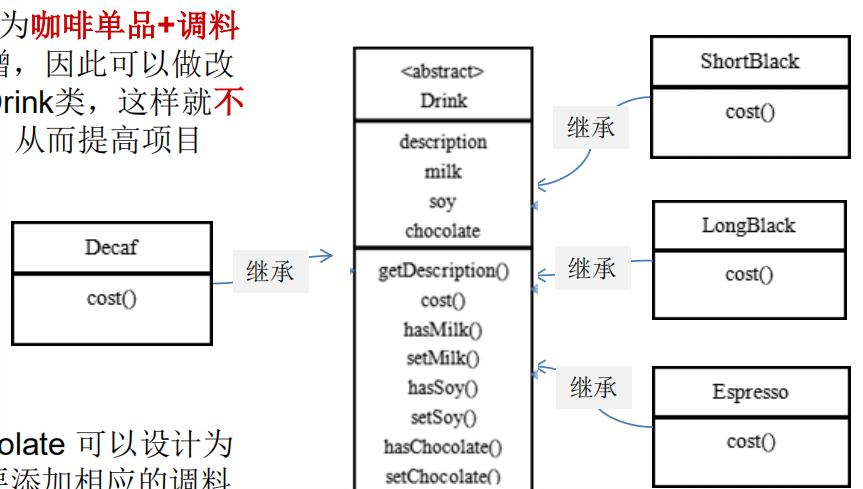 为咖啡单品+调料
增，因此可以做改
Drink类，这样就不
从而提高项目
<abstract>
Drink
description
milk
soy
chocolate
getDescription()
cost()
hasMilk()
setMilk()
hasSoy()
setSoy()
hasChocolate()
setChocolate()
ShortBlack
cost()
继承
LongBlack
cost()
继承
Espresso
cost()
继承
Decaf
cost()
继承
olate 可以设计为
要添加相应的调料